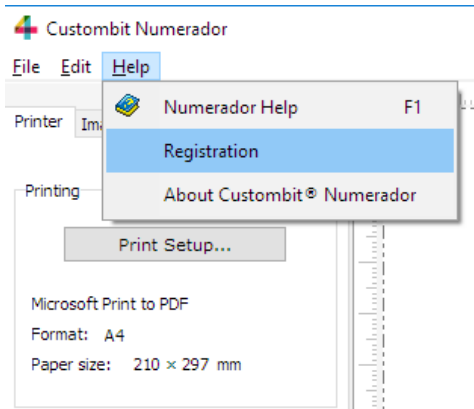 Custombit Numerador
File Edit Help
Numerador Help F1
Printer
Registration
Printing
About Custombit® Numerador
Print Setup...
Microsoft Print to PDF
Format: A4
Paper size: 210 × 297 mm